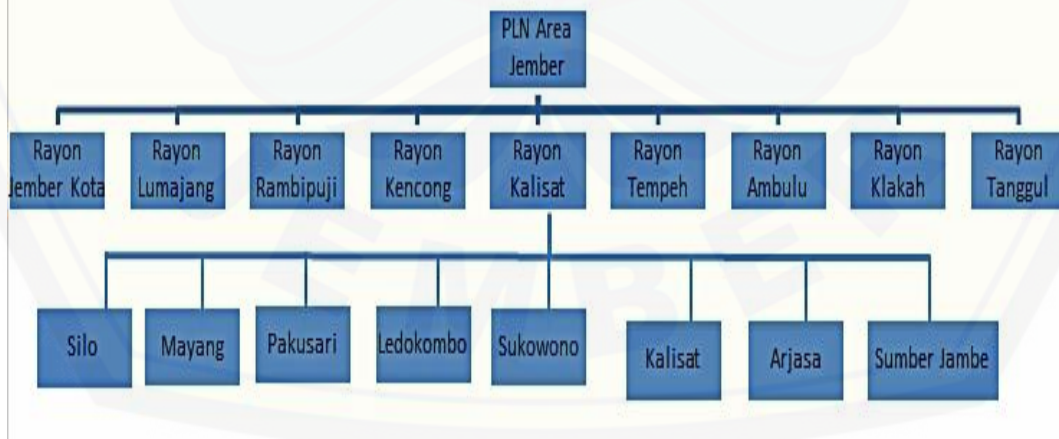 PLN Area
Jember
Rayon
Jember Kota
Rayon
Lumajang
Rayon
Rambipuji
Rayon
Kencong
Rayon
Kalisat
Rayon
Tempeh
Rayon
Ambulu
Rayon
Klakah
Rayon
Tanggul
Silo
Mayang
Pakusari
Ledokombo
Sukowono
Kalisat
Arjasa
Sumber Jambe